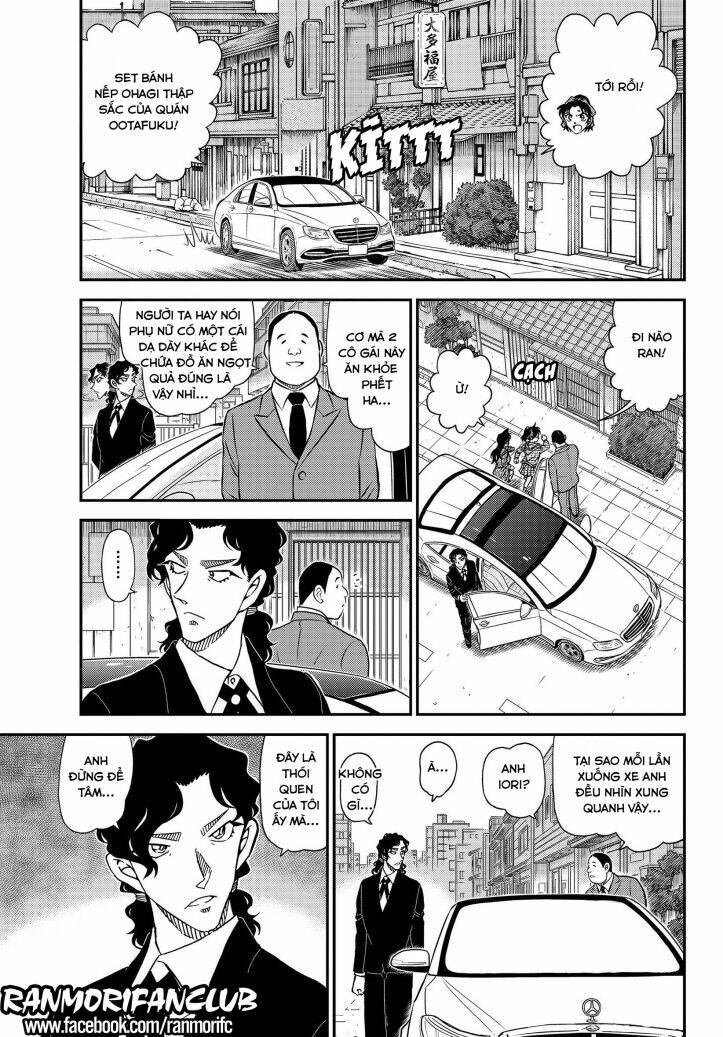 TỚI RỒI!
大多福屋
SET BÁNH
NẾP OHAGI THẬP
SẮC CỦA QUÁN
OOTAFUKU!
KÍTTT
ĐI NÀO
RAN!
CẠCH
Ừ!
CƠ MÀ 2
CÔ GÁI NÀY
ĂN KHỎE
PHẾT
HA...
NGƯỜI TA HAY NÓI
PHỤ NỮ CÓ MỘT CÁI
DẠ DÀY KHÁC ĐỂ
CHỨA ĐỒ ĂN NGỌT
QUẢ ĐÚNG LÀ
VẬY NHỈ...
......
TẠI SAO MỖI LẦN
XUỐNG XE ANH
ĐỀU NHÌN XUNG
QUANH VẬY...
ANH
IORI?
À...
KHÔNG
CÓ
GÌ...
ĐÂY LÀ
THÓI
QUEN
CỦA TÔI
ẤY MÀ...
ANH
ĐỪNG ĐỂ
TÂM...
RANMORIFANCLUB
www.facebook.com/ranmorifc